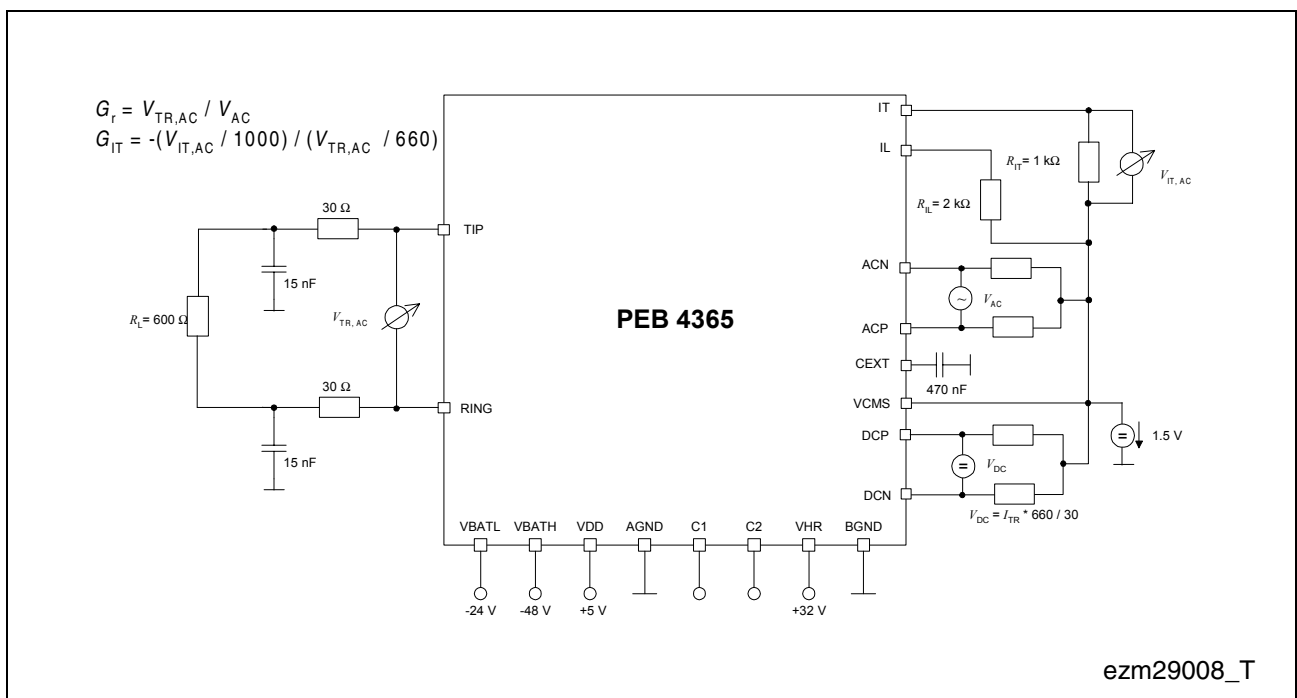 G_r = V_TR,AC / V_AC
G_IT = -(V_IT,AC / 1000) / (V_TR,AC / 660)
IT
IL
R_IT= 1 kΩ
V_IT, AC
R_IL= 2 kΩ
30 Ω
TIP
15 nF
R_L= 600 Ω
V_TR, AC
30 Ω
RING
15 nF
PEB 4365
ACN
V_AC
ACP
CEXT
470 nF
VCMS
DCP
1.5 V
V_DC
DCN
V_DC = I_TR * 660 / 30
VBATL VBATH VDD AGND C1 C2 VHR BGND
-24 V -48 V +5 V +32 V
ezm29008_T